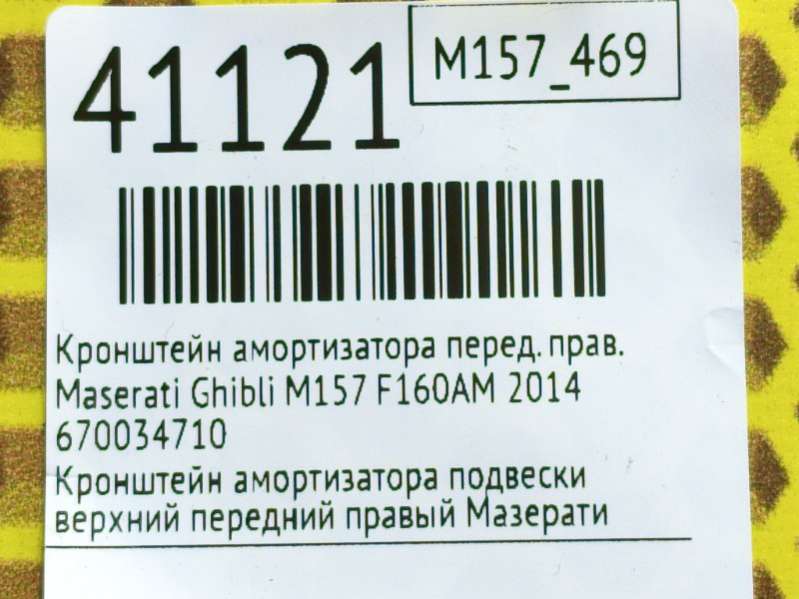 41121
M157_469
Кронштейн амортизатора перед. прав.
Maserati Ghibli M157 F160AM 2014
670034710
Кронштейн амортизатора подвески
верхний передний правый Мазерати